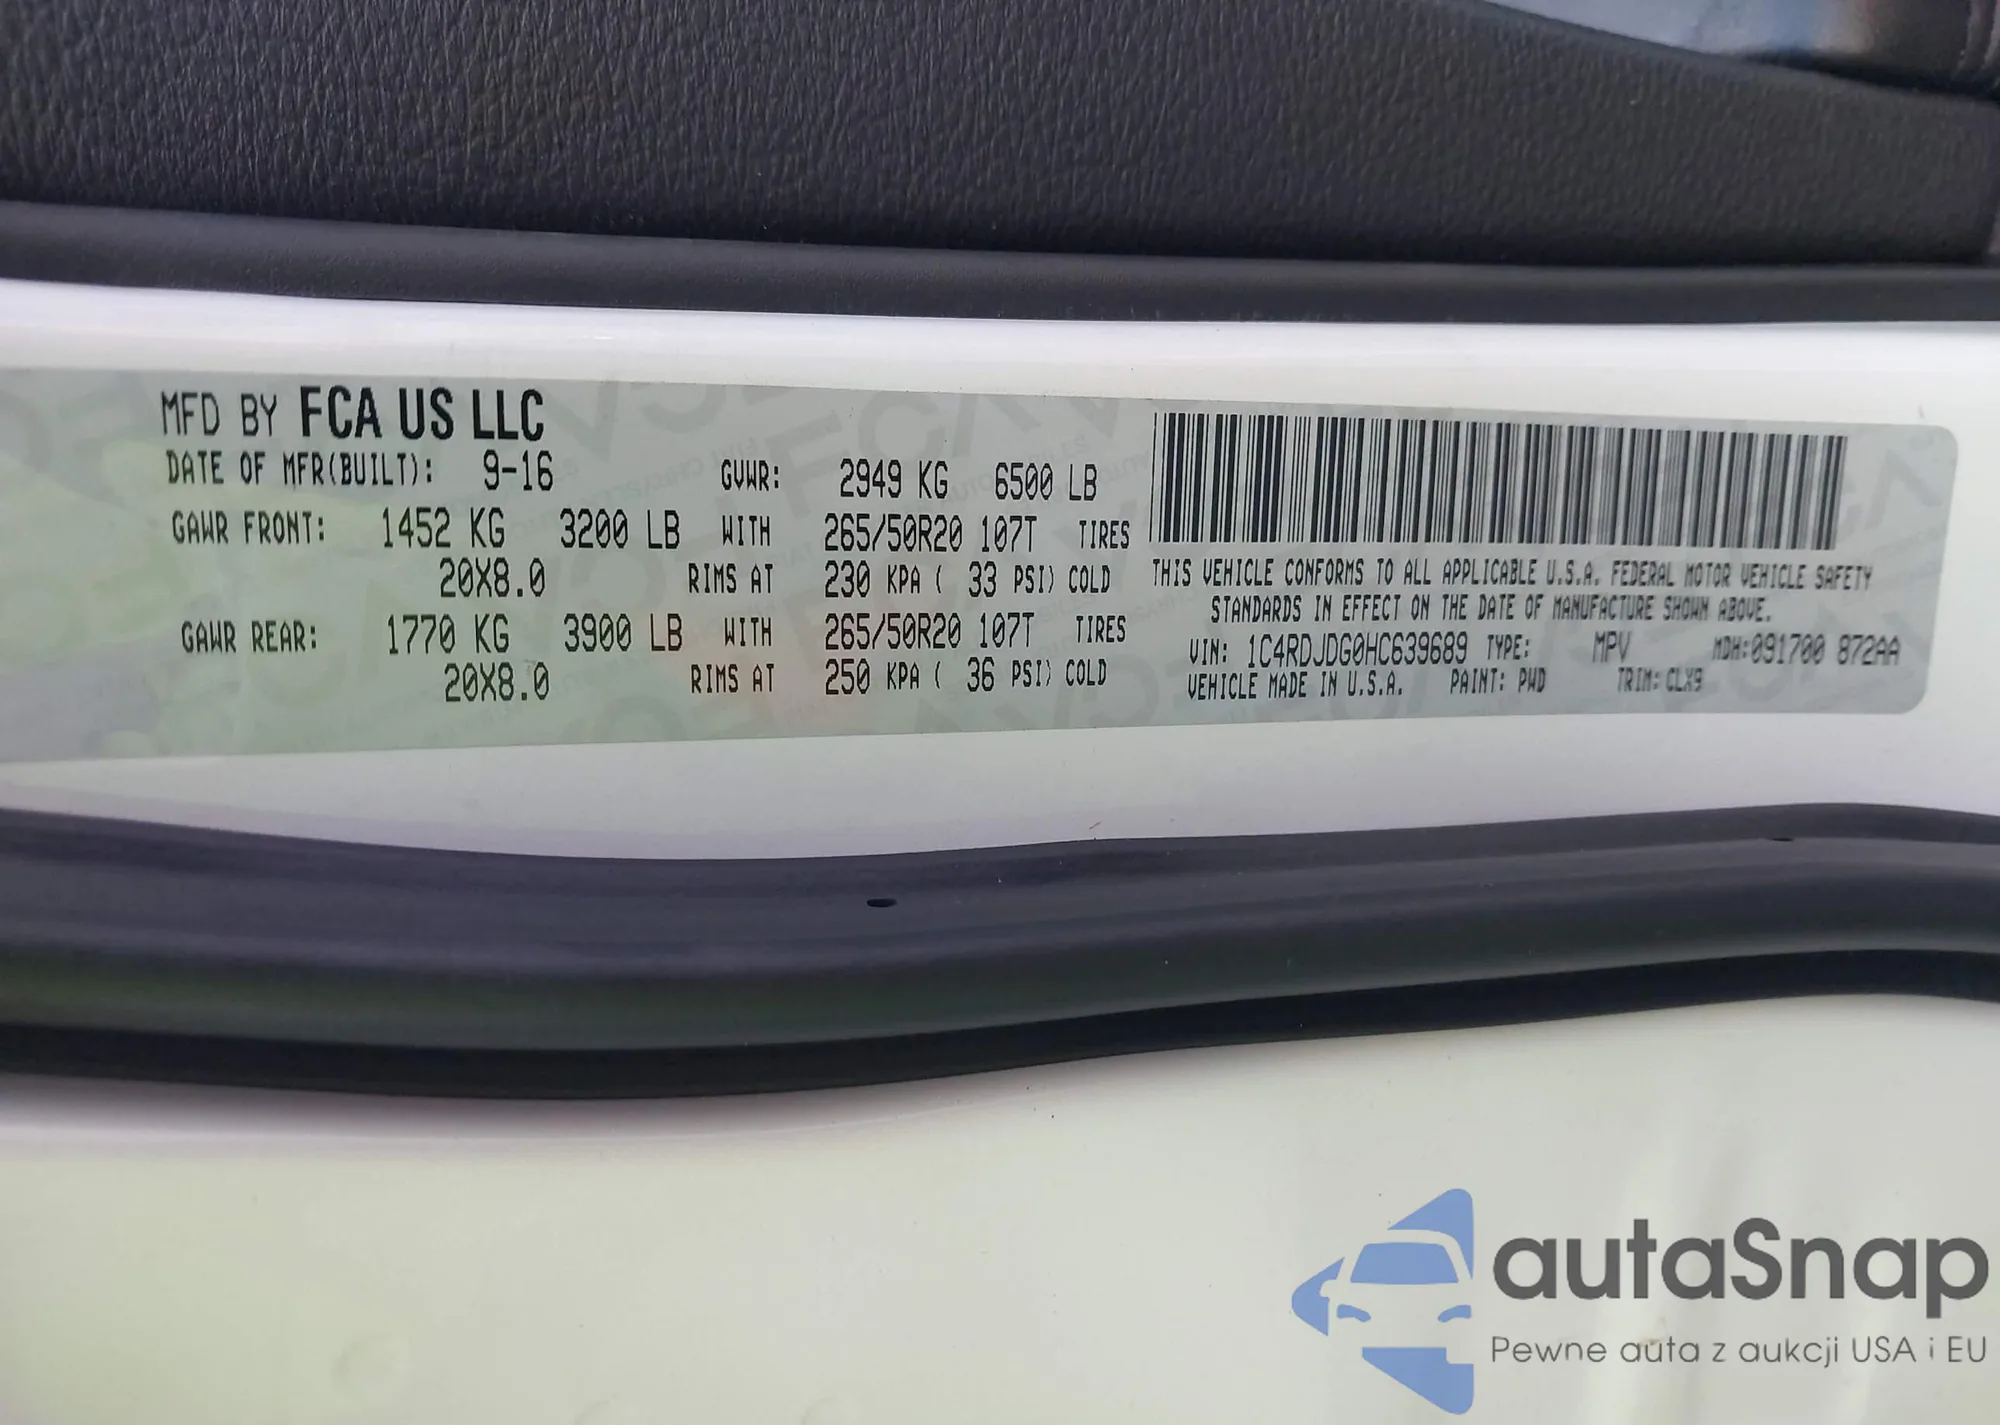 MFD BY FCA US LLC
DATE OF MFR(BUILT): 9-16 GVWR: 2949 KG 6500 LB
GAWR FRONT: 1452 KG 3200 LB WITH 265/50R20 107T TIRES
20X8.0 RIMS AT 230 KPA ( 33 PSI) COLD
GAWR REAR: 1770 KG 3900 LB WITH 265/50R20 107T TIRES
20X8.0 RIMS AT 250 KPA ( 36 PSI) COLD
THIS VEHICLE CONFORMS TO ALL APPLICABLE U.S.A. FEDERAL MOTOR VEHICLE SAFETY
STANDARDS IN EFFECT ON THE DATE OF MANUFACTURE SHOWN ABOVE.
VIN: 1C4RDJDG0HC639689 TYPE: MPV MDH:091700 872AA
VEHICLE MADE IN U.S.A. PAINT: PWD TRIM: CLX9
autaSnap
Pewne auta z aukcji USA i EU